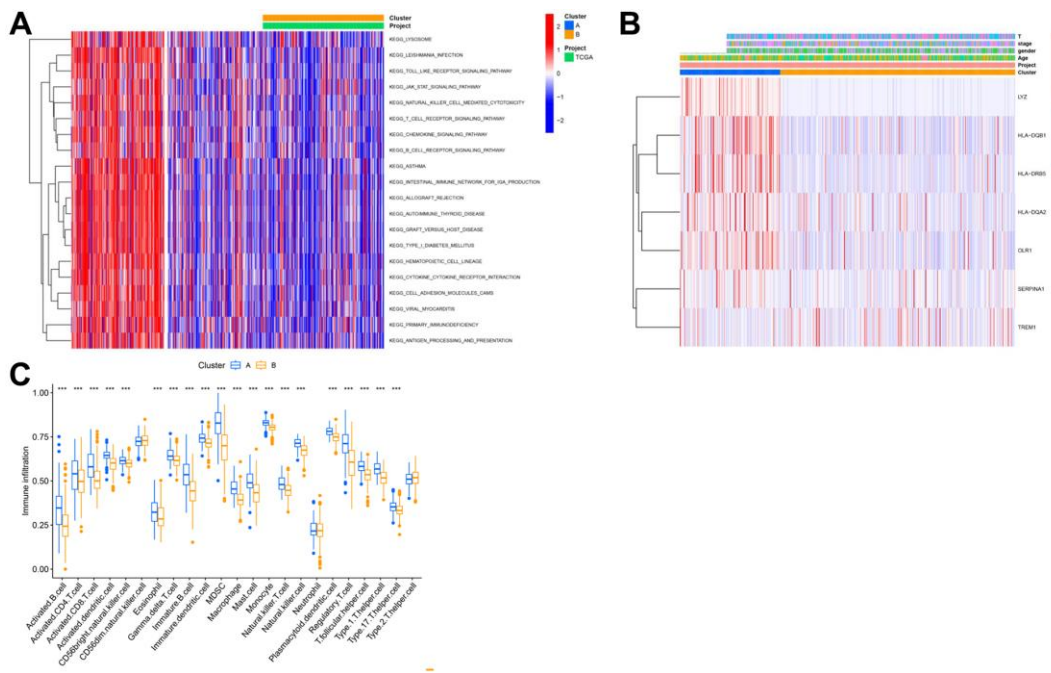 A
Cluster
Project
Cluster
A
B
Project
TCGA
2
1
0
−1
−2
KEGG_LYSOSOME
KEGG_LEISHMANIA_INFECTION
KEGG_TOLL_LIKE_RECEPTOR_SIGNALING_PATHWAY
KEGG_JAK_STAT_SIGNALING_PATHWAY
KEGG_NATURAL_KILLER_CELL_MEDIATED_CYTOTOXICITY
KEGG_T_CELL_RECEPTOR_SIGNALING_PATHWAY
KEGG_CHEMOKINE_SIGNALING_PATHWAY
KEGG_B_CELL_RECEPTOR_SIGNALING_PATHWAY
KEGG_ASTHMA
KEGG_INTESTINAL_IMMUNE_NETWORK_FOR_IGA_PRODUCTION
KEGG_ALLOGRAFT_REJECTION
KEGG_AUTOIMMUNE_THYROID_DISEASE
KEGG_GRAFT_VERSUS_HOST_DISEASE
KEGG_TYPE_I_DIABETES_MELLITUS
KEGG_HEMATOPOIETIC_CELL_LINEAGE
KEGG_CYTOKINE_CYTOKINE_RECEPTOR_INTERACTION
KEGG_CELL_ADHESION_MOLECULES_CAMS
KEGG_VIRAL_MYOCARDITIS
KEGG_PRIMARY_IMMUNODEFICIENCY
KEGG_ANTIGEN_PROCESSING_AND_PRESENTATION
B
T
stage
gender
Age
Project
Cluster
LYZ
HLA-DQB1
HLA-DRB5
HLA-DQA2
OLR1
SERPINA1
TREM1
C
Cluster A B
*** *** *** *** *** *** *** *** *** *** *** *** *** *** *** *** *** *** *** ***
Immune infiltration
1.00
0.75
0.50
0.25
0.00
Activated.B.cell
Activated.CD4.T.cell
Activated.CD8.T.cell
Activated.dendritic.cell
CD56bright.natural.killer.cell
CD56dim.natural.killer.cell
Eosinophil
Gamma.delta.T.cell
Immature.B.cell
Immature.dendritic.cell
MDSC
Macrophage
Mast.cell
Monocyte
Natural.killer.T.cell
Natural.killer.cell
Neutrophil
Plasmacytoid.dendritic.cell
Regulatory.T.cell
T.follicular.helper.cell
Type.1.T.helper.cell
Type.17.T.helper.cell
Type.2.T.helper.cell